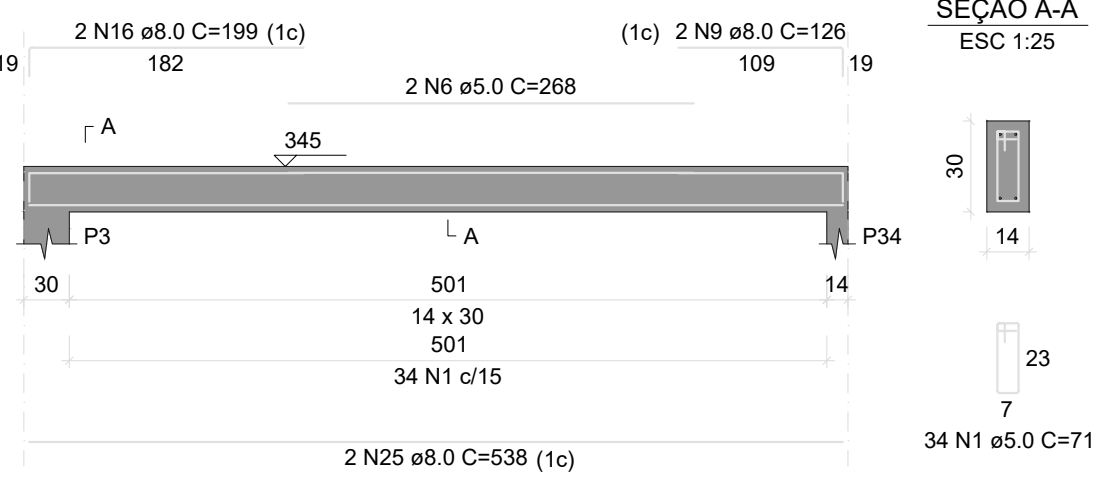 SEÇÃO A-A
ESC 1:25
2 N16 ø8.0 C=199 (1c)
(1c) 2 N9 ø8.0 C=126
19
182
109
19
2 N6 ø5.0 C=268
A
345
30
P3
A
P34
14
30
501
14
14 x 30
501
34 N1 c/15
23
7
34 N1 ø5.0 C=71
2 N25 ø8.0 C=538 (1c)